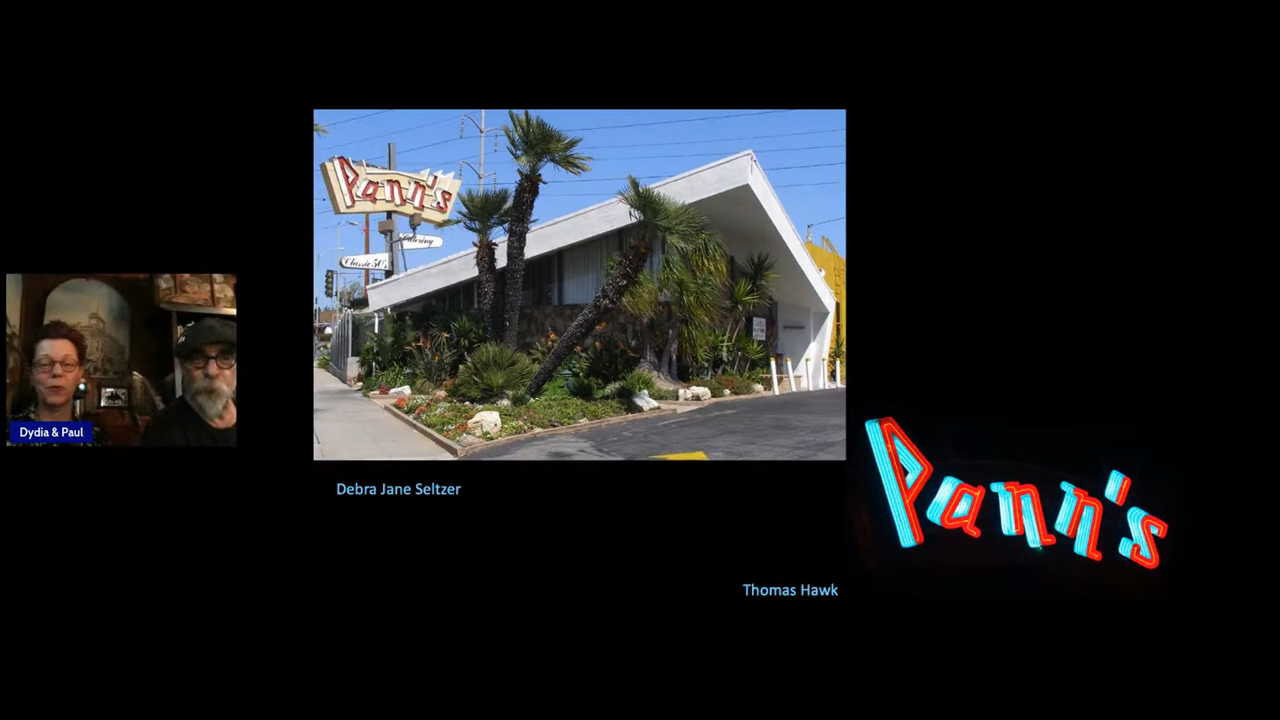 Pann's
Catering
Classic 50's
Dydia & Paul
Debra Jane Seltzer
Pann's
Thomas Hawk